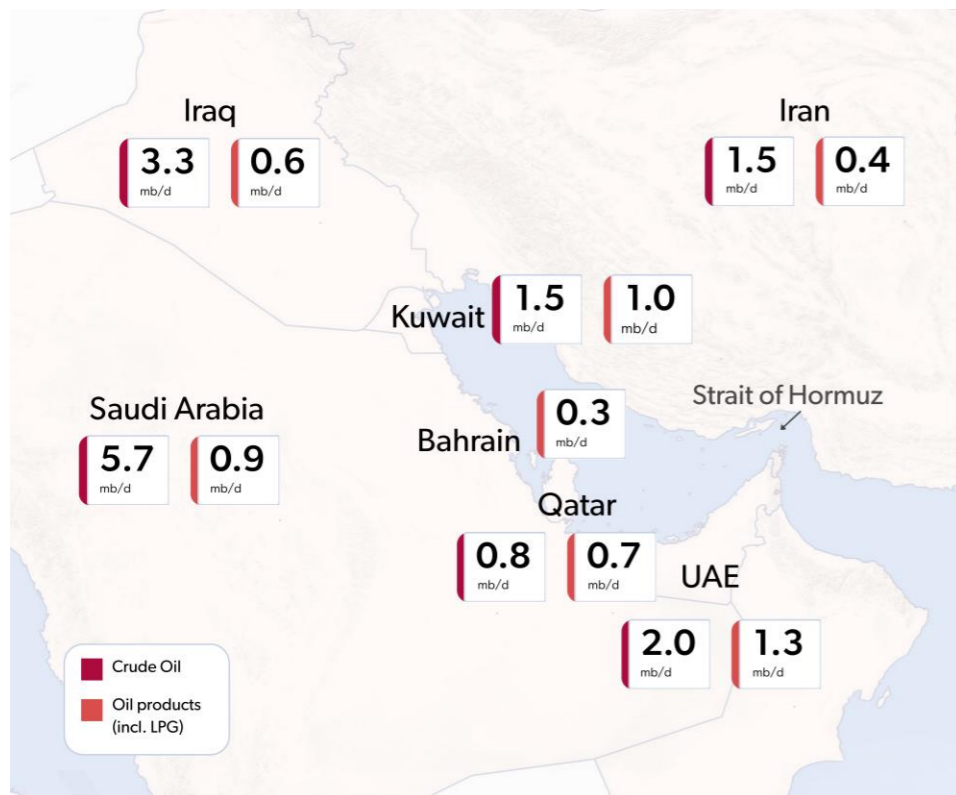 Iraq
3.3 0.6
mb/d mb/d
Iran
1.5 0.4
mb/d mb/d
Kuwait
1.5 1.0
mb/d mb/d
Strait of Hormuz
Saudi Arabia
5.7 0.9
mb/d mb/d
Bahrain
0.3
mb/d
Qatar
0.8 0.7
mb/d mb/d
UAE
2.0 1.3
mb/d mb/d
Crude Oil
Oil products
(incl. LPG)